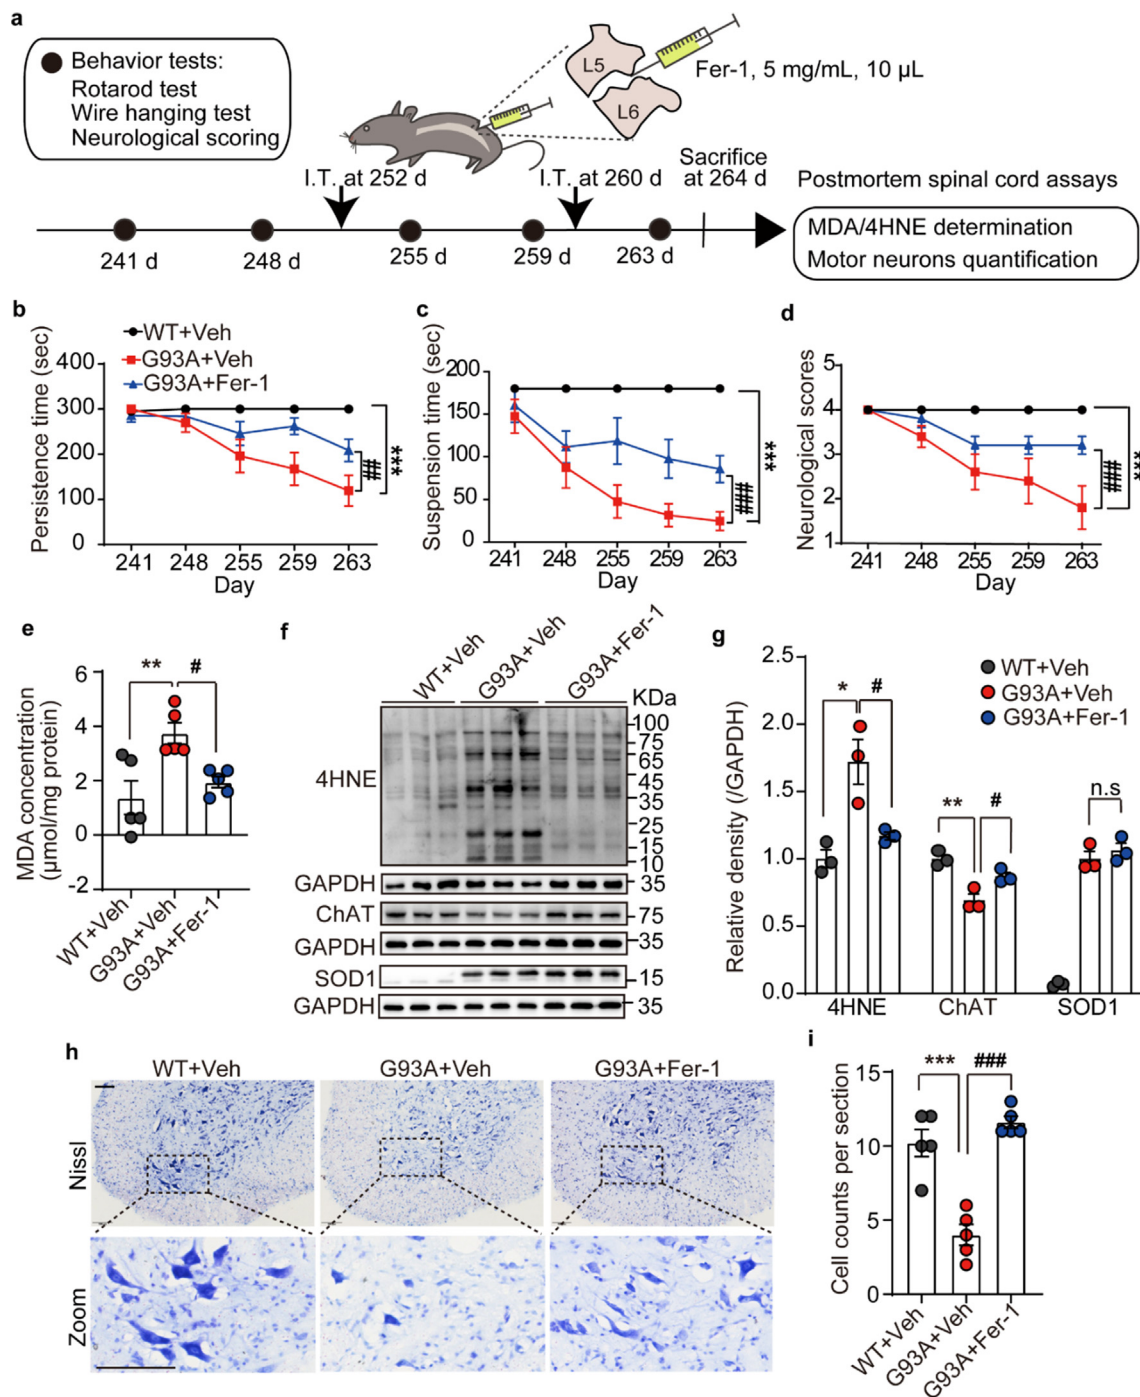 a
Behavior tests:
Rotarod test
Wire hanging test
Neurological scoring
L5
L6
Fer-1, 5 mg/mL, 10 µL
I.T. at 252 d
I.T. at 260 d
Sacrifice
at 264 d
241 d
248 d
255 d
259 d
263 d
Postmortem spinal cord assays
MDA/4HNE determination
Motor neurons quantification
b
WT+Veh
G93A+Veh
G93A+Fer-1
Persistence time (sec)
400
300
200
100
0
241 248 255 259 263
Day
##
***
c
Suspension time (sec)
200
150
100
50
0
241 248 255 259 263
Day
###
***
d
Neurological scores
5
4
3
2
1
241 248 255 259 263
Day
###
***
e
MDA concentration
(µmol/mg protein)
6
4
2
0
-2
** #
WT+Veh
G93A+Veh
G93A+Fer-1
f
WT+Veh
G93A+Veh
G93A+Fer-1
KDa
4HNE
100
75
65
45
35
25
15
10
GAPDH 35
ChAT 75
GAPDH 35
SOD1 15
GAPDH 35
g
WT+Veh
G93A+Veh
G93A+Fer-1
Relative density (/GAPDH)
2.5
2.0
1.5
1.0
0.5
0.0
* #
** #
n.s
4HNE ChAT SOD1
h
WT+Veh G93A+Veh G93A+Fer-1
Nissl
Zoom
i
Cell counts per section
15
10
5
0
*** ###
WT+Veh
G93A+Veh
G93A+Fer-1